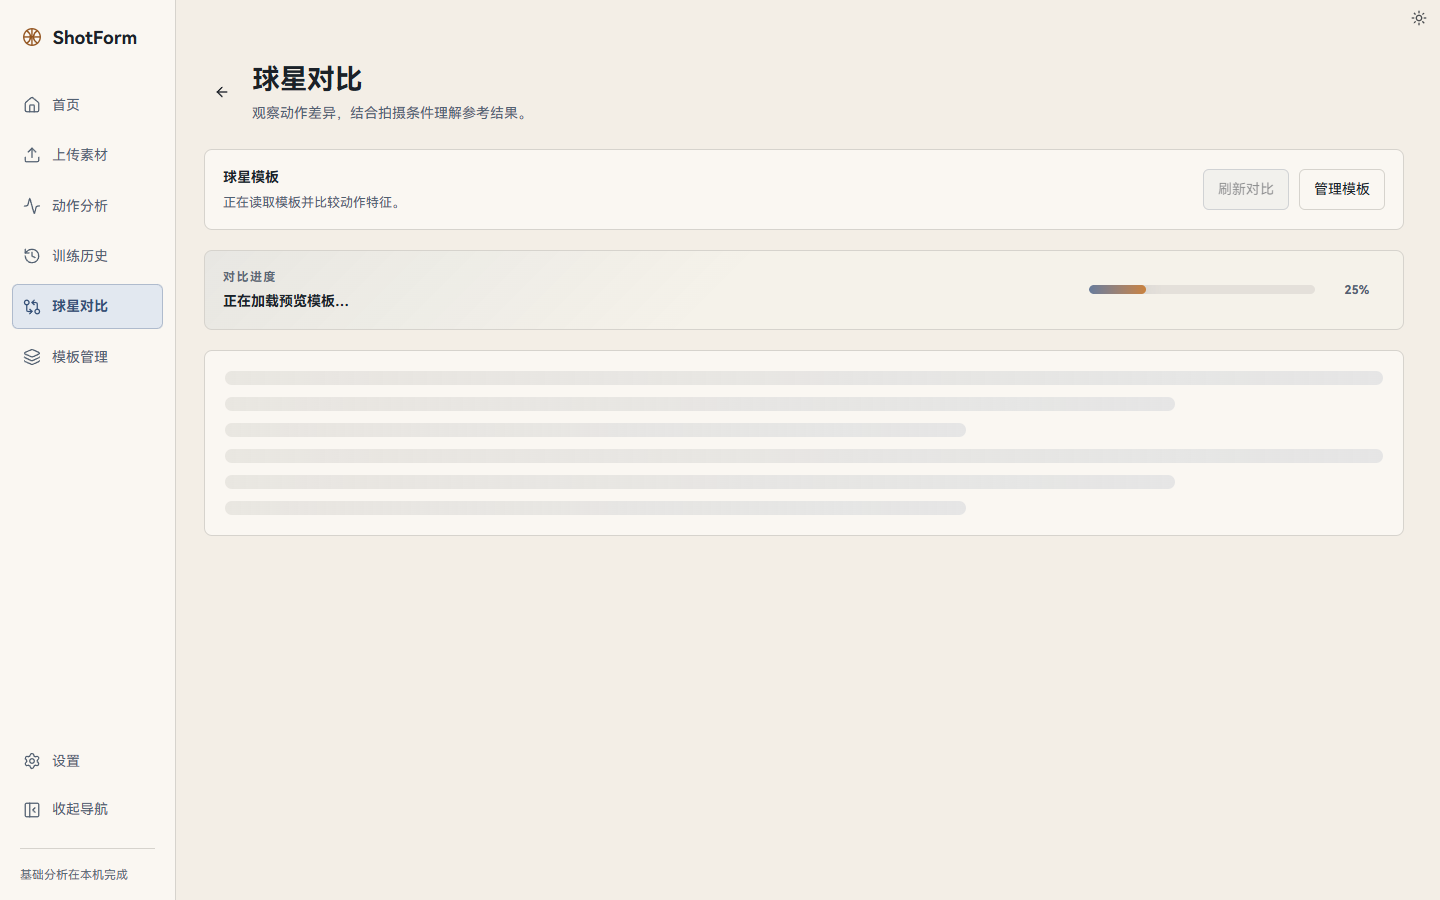 ShotForm
首页
上传素材
动作分析
训练历史
球星对比
模板管理
设置
收起导航
基础分析在本机完成
球星对比
观察动作差异，结合拍摄条件理解参考结果。
球星模板
正在读取模板并比较动作特征。
刷新对比
管理模板
对比进度
正在加载预览模板...
25%